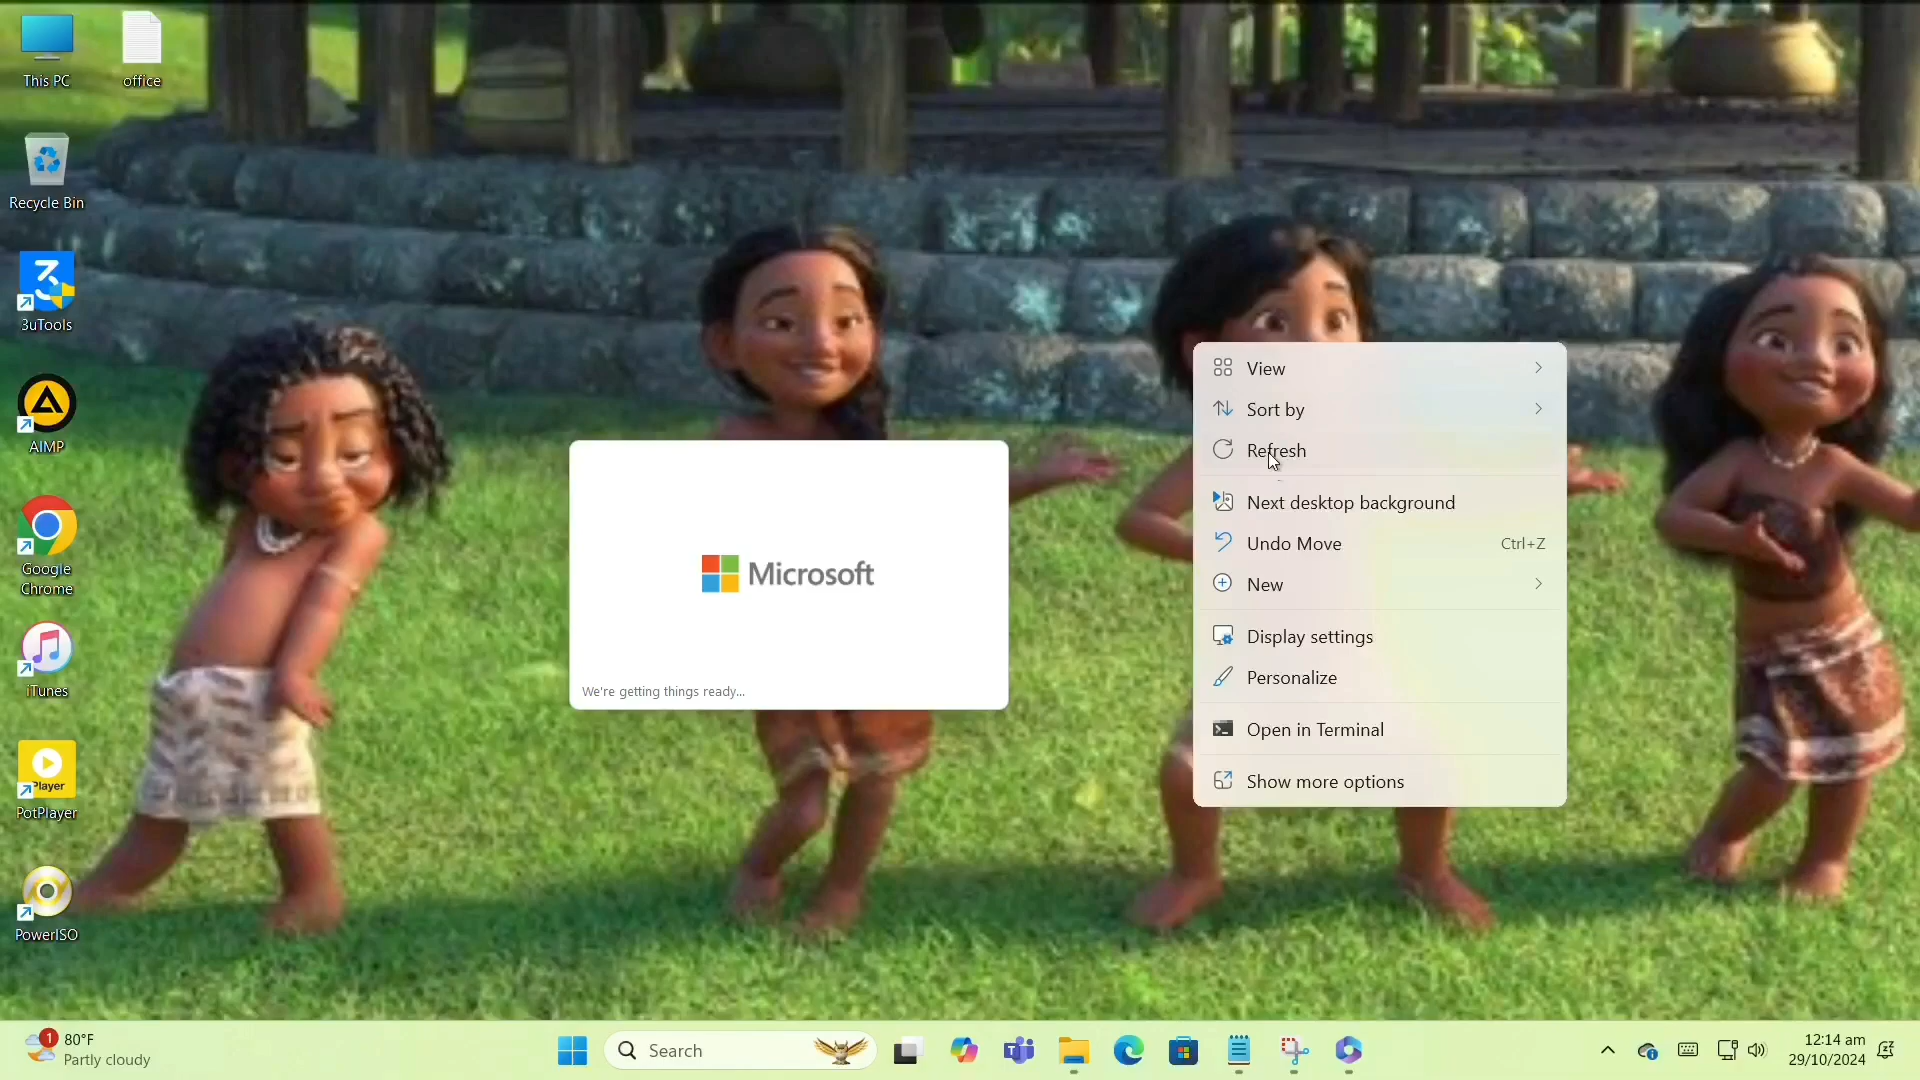 This PC
office
Recycle Bin
3uTools
AIMP
Google
Chrome
iTunes
Player
PotPlayer
PowerISO
Microsoft
We're getting things ready...
View
Sort by
Refresh
Next desktop background
Undo Move Ctrl+Z
New
Display settings
Personalize
Open in Terminal
Show more options
1
80°F
Partly cloudy
Search
12:14 am
29/10/2024